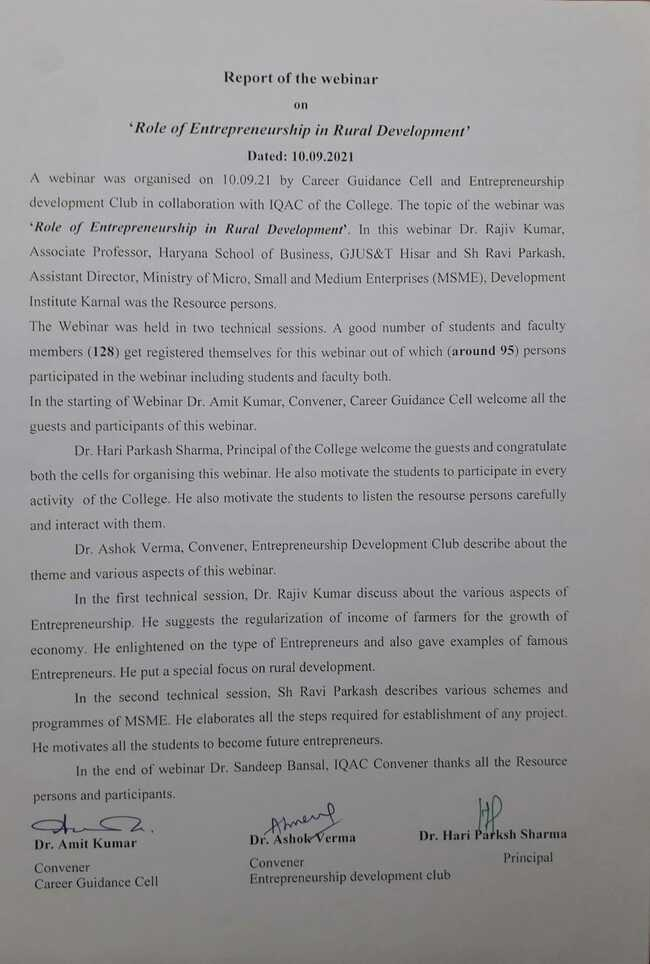 Report of the webinar
on
‘Role of Entrepreneurship in Rural Development’
Dated: 10.09.2021
A webinar was organised on 10.09.21 by Career Guidance Cell and Entrepreneurship
development Club in collaboration with IQAC of the College. The topic of the webinar was
‘Role of Entrepreneurship in Rural Development’. In this webinar Dr. Rajiv Kumar,
Associate Professor, Haryana School of Business, GJUS&T Hisar and Sh Ravi Parkash,
Assistant Director, Ministry of Micro, Small and Medium Enterprises (MSME), Development
Institute Karnal was the Resource persons.
The Webinar was held in two technical sessions. A good number of students and faculty
members (128) get registered themselves for this webinar out of which (around 95) persons
participated in the webinar including students and faculty both.
In the starting of Webinar Dr. Amit Kumar, Convener, Career Guidance Cell welcome all the
guests and participants of this webinar.
Dr. Hari Parkash Sharma, Principal of the College welcome the guests and congratulate
both the cells for organising this webinar. He also motivate the students to participate in every
activity of the College. He also motivate the students to listen the resourse persons carefully
and interact with them.
Dr. Ashok Verma, Convener, Entrepreneurship Development Club describe about the
theme and various aspects of this webinar.
In the first technical session, Dr. Rajiv Kumar discuss about the various aspects of
Entrepreneurship. He suggests the regularization of income of farmers for the growth of
economy. He enlightened on the type of Entrepreneurs and also gave examples of famous
Entrepreneurs. He put a special focus on rural development.
In the second technical session, Sh Ravi Parkash describes various schemes and
programmes of MSME. He elaborates all the steps required for establishment of any project.
He motivates all the students to become future entrepreneurs.
In the end of webinar Dr. Sandeep Bansal, IQAC Convener thanks all the Resource
persons and participants.
Dr. Amit Kumar Dr. Ashok Verma Dr. Hari Parksh Sharma
Convener Convener Principal
Career Guidance Cell Entrepreneurship development club